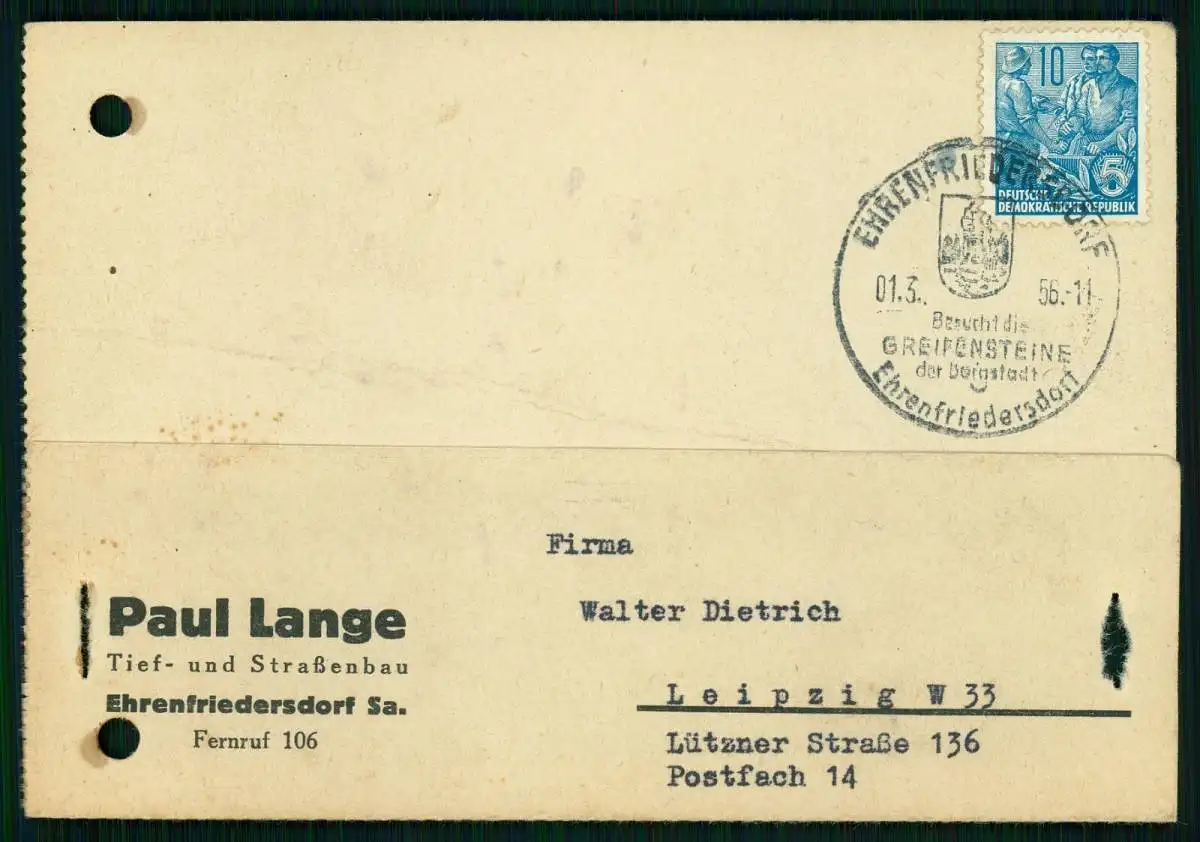 10
5
DEUTSCHE
DEMOKRATISCHE REPUBLIK
EHRENFRIEDERSDORF
01.3. 56.-11
Besucht die
GREIFENSTEINE
der Bergstadt
Ehrenfriedersdorf
Firma
Walter Dietrich
Leipzig W 33
Lützner Straße 136
Postfach 14
Paul Lange
Tief- und Straßenbau
Ehrenfriedersdorf Sa.
Fernruf 106